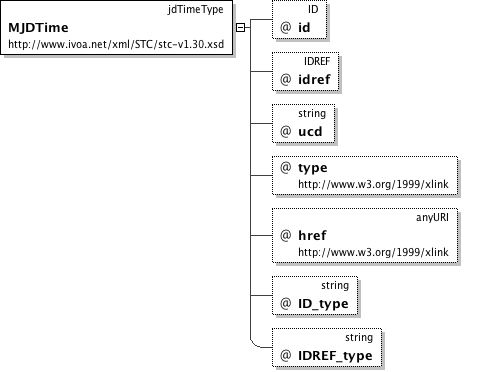 jdTimeType
MJDTime
http://www.ivoa.net/xml/STC/stc-v1.30.xsd
ID
@ id
IDREF
@ idref
string
@ ucd
@ type
http://www.w3.org/1999/xlink
anyURI
@ href
http://www.w3.org/1999/xlink
string
@ ID_type
string
@ IDREF_type